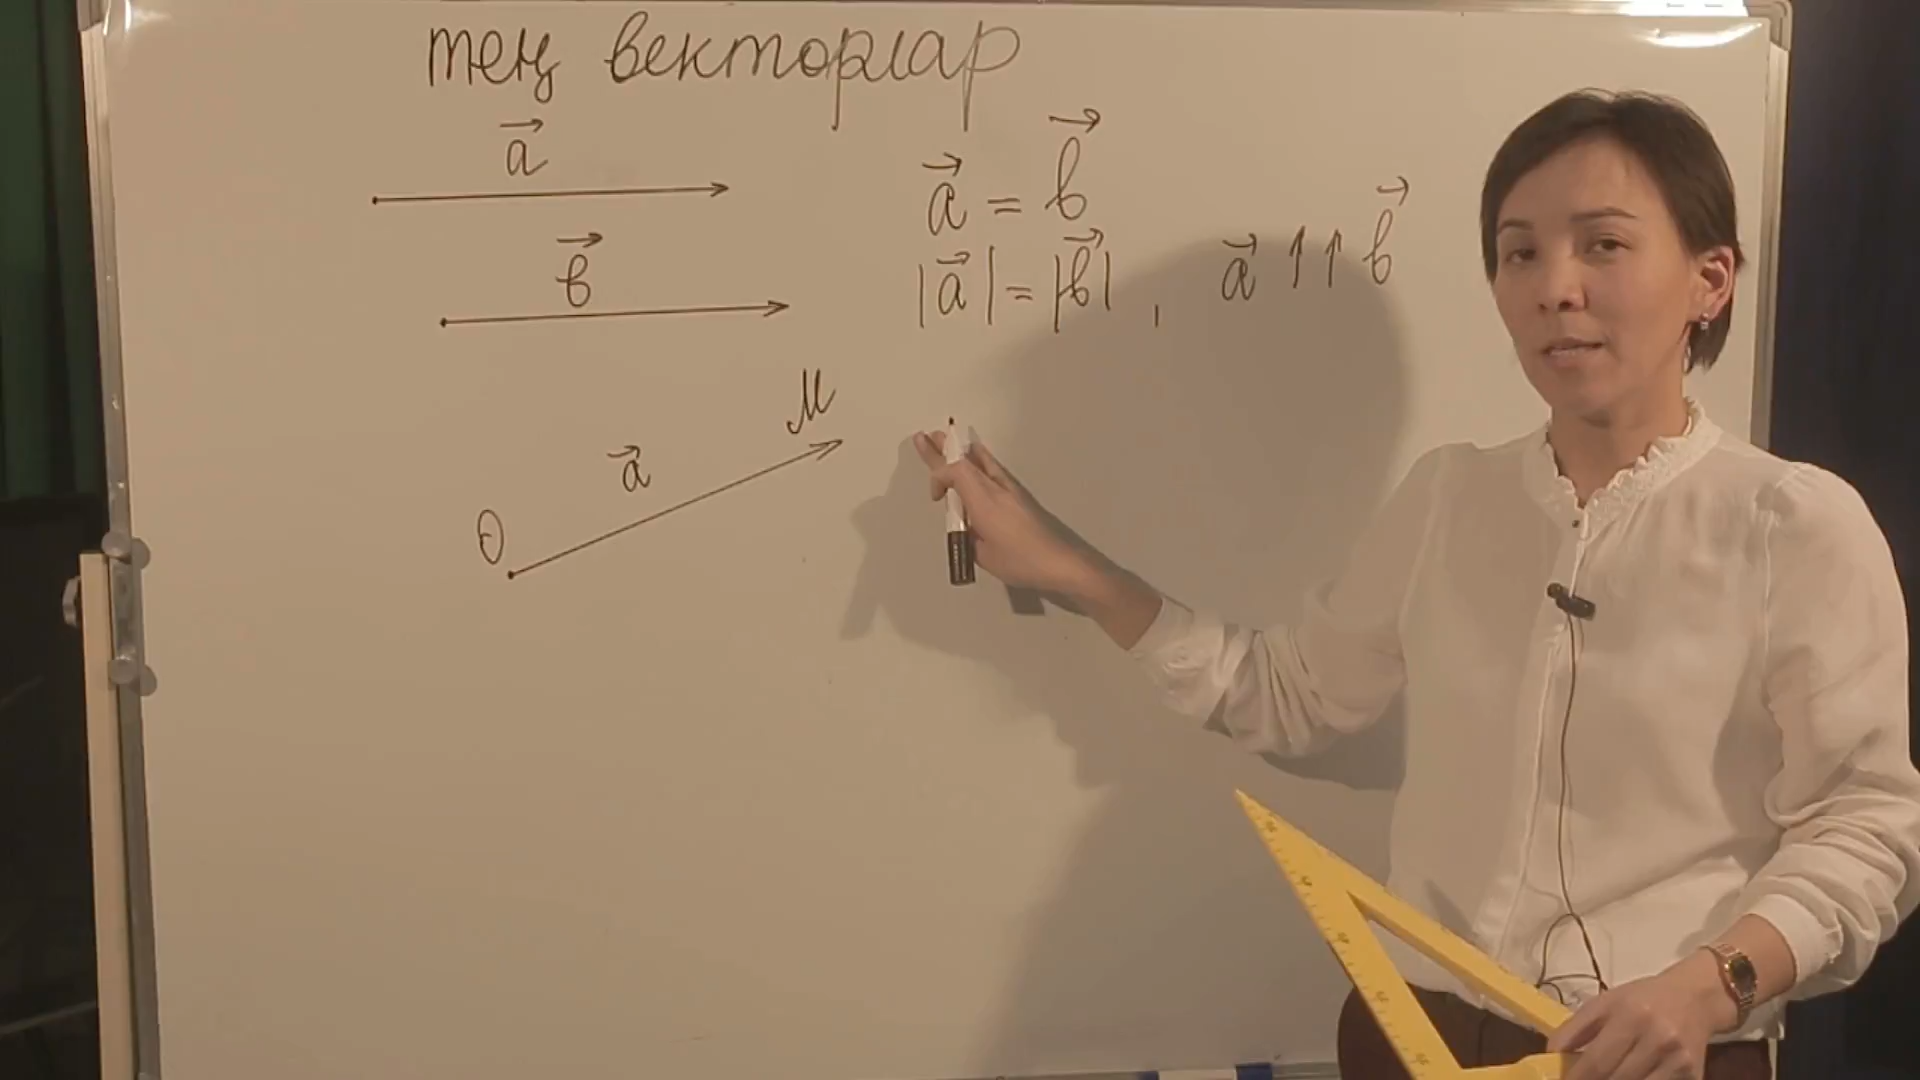 тең векторлар
a⃗
b⃗
a⃗ = b⃗
|a⃗| = |b⃗|, a⃗ ↑↑ b⃗
M
a⃗
O